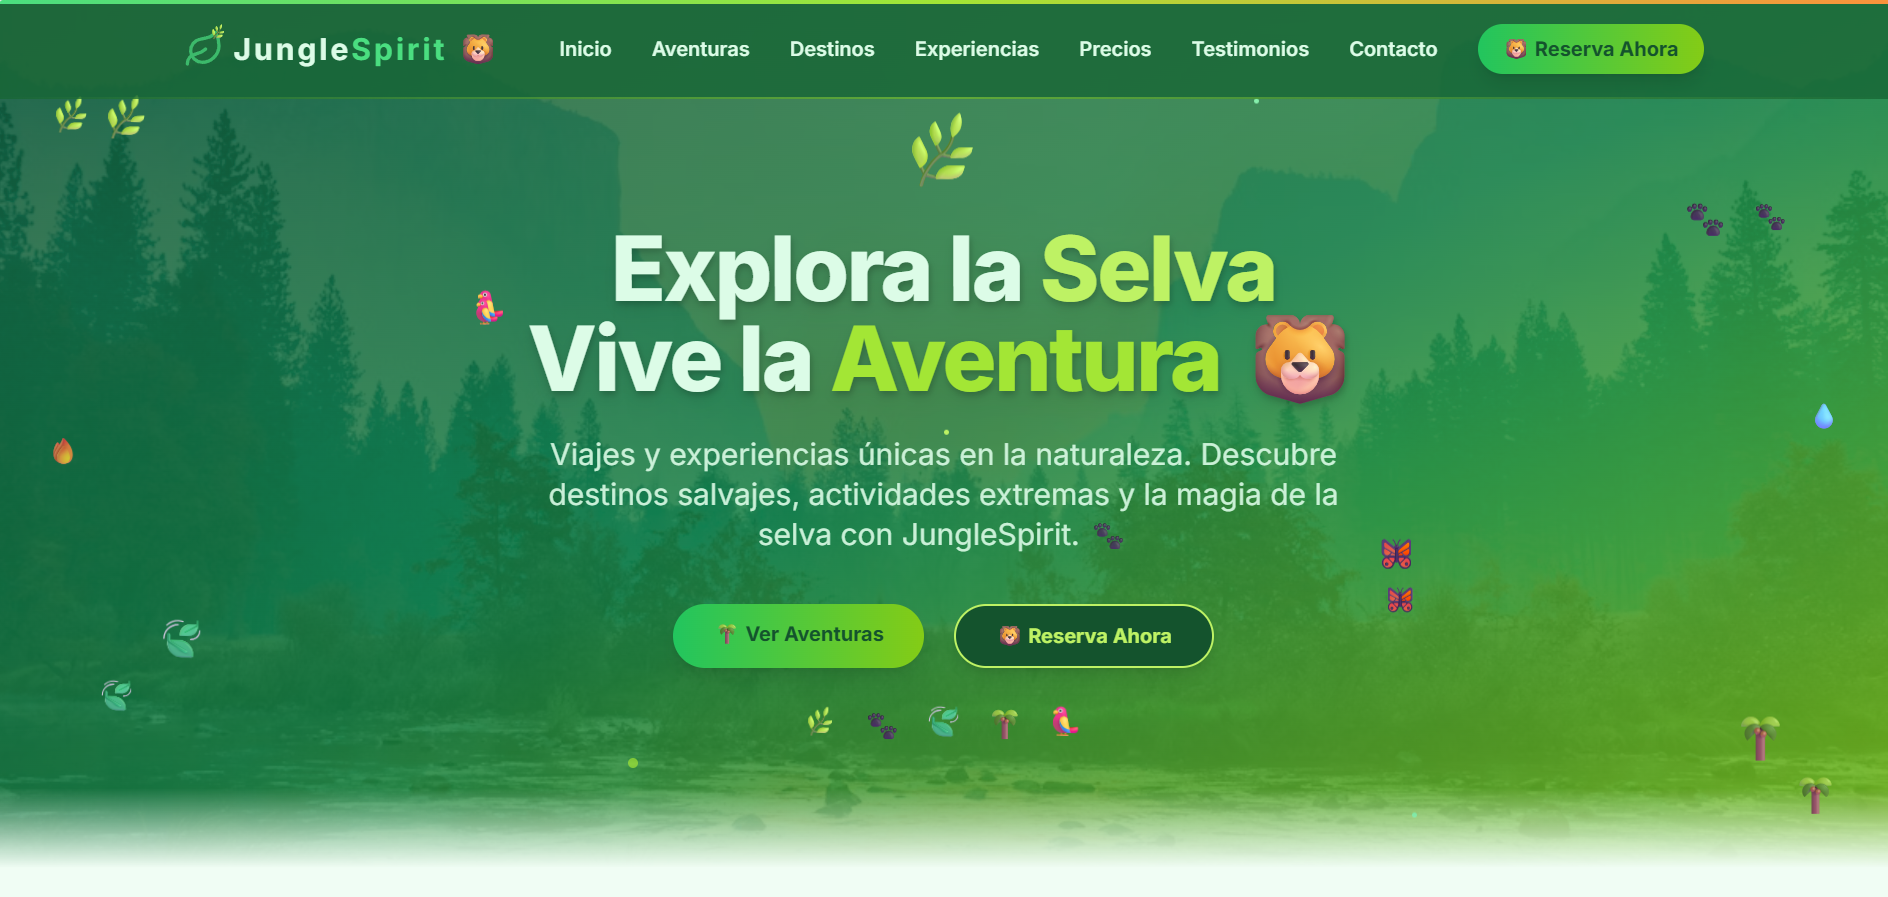 JungleSpirit
Inicio
Aventuras
Destinos
Experiencias
Precios
Testimonios
Contacto
Reserva Ahora
Explora la Selva
Vive la Aventura
Viajes y experiencias únicas en la naturaleza. Descubre
destinos salvajes, actividades extremas y la magia de la
selva con JungleSpirit.
Ver Aventuras
Reserva Ahora